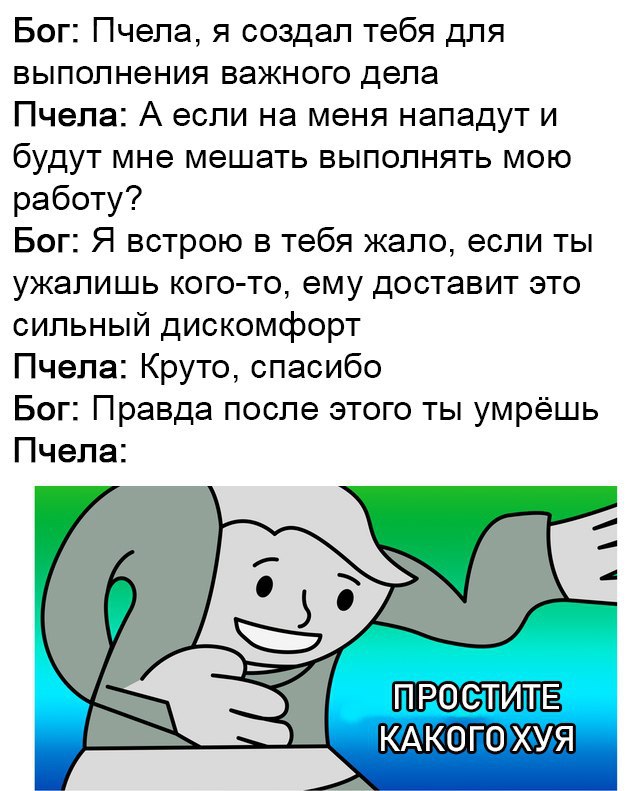 Бог: Пчела, я создал тебя для
выполнения важного дела
Пчела: А если на меня нападут и
будут мне мешать выполнять мою
работу?
Бог: Я встрою в тебя жало, если ты
ужалишь кого-то, ему доставит это
сильный дискомфорт
Пчела: Круто, спасибо
Бог: Правда после этого ты умрёшь
Пчела:
ПРОСТИТЕ
КАКОГО ХУЯ